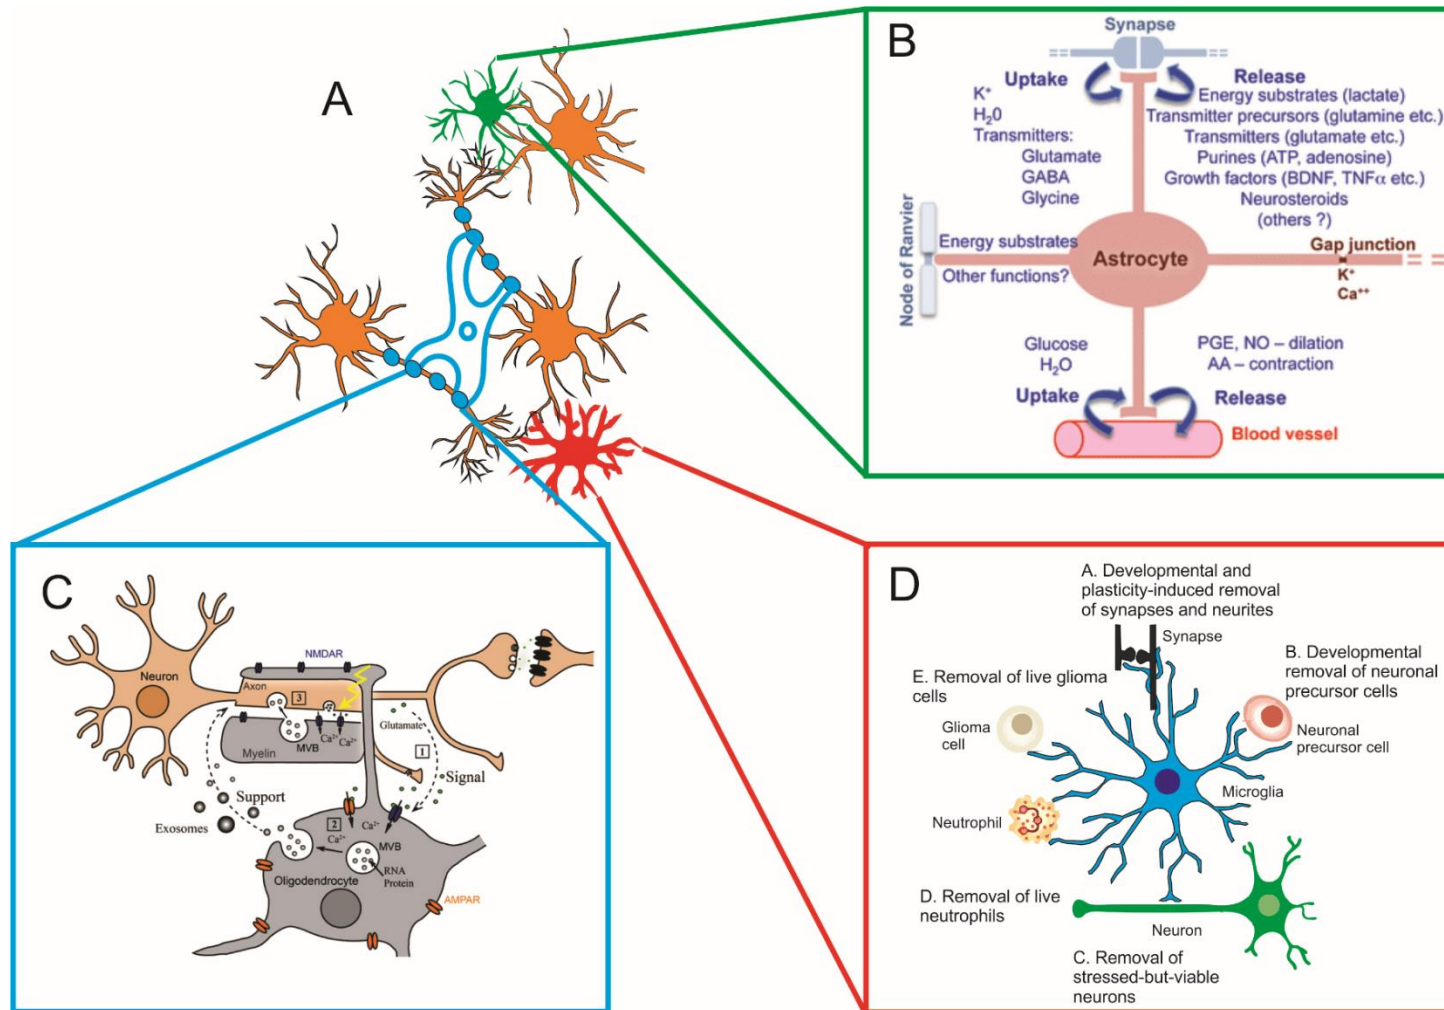 A
B
Synapse
Uptake
K⁺
H₂0
Transmitters:
Glutamate
GABA
Glycine
Release
Energy substrates (lactate)
Transmitter precursors (glutamine etc.)
Transmitters (glutamate etc.)
Purines (ATP, adenosine)
Growth factors (BDNF, TNFα etc.)
Neurosteroids
(others ?)
Node of Ranvier
Energy substrates
Other functions?
Astrocyte
Gap junction
K⁺
Ca⁺⁺
Glucose
H₂O
Uptake
PGE, NO – dilation
AA – contraction
Release
Blood vessel
C
Neuron
NMDAR
Axon
3
MVB
Ca²⁺
Ca²⁺
Myelin
Glutamate
1
Signal
Support
Exosomes
2
Ca²⁺
Ca²⁺
MVB
RNA
Protein
Oligodendrocyte
AMPAR
D
A. Developmental and
plasticity-induced removal
of synapses and neurites
Synapse
B. Developmental
removal of neuronal
precursor cells
Neuronal
precursor cell
E. Removal of live glioma
cells
Glioma
cell
Microglia
Neutrophil
D. Removal of live
neutrophils
Neuron
C. Removal of
stressed-but-viable
neurons